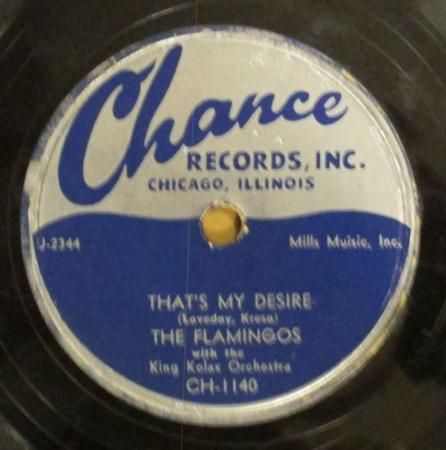 Chance
RECORDS, INC.
CHICAGO, ILLINOIS
U-2344 Mills Muisic, Inc.
THAT'S MY DESIRE
(Loveday, Kresa)
THE FLAMINGOS
with the
King Kolax Orchestra
CH-1140